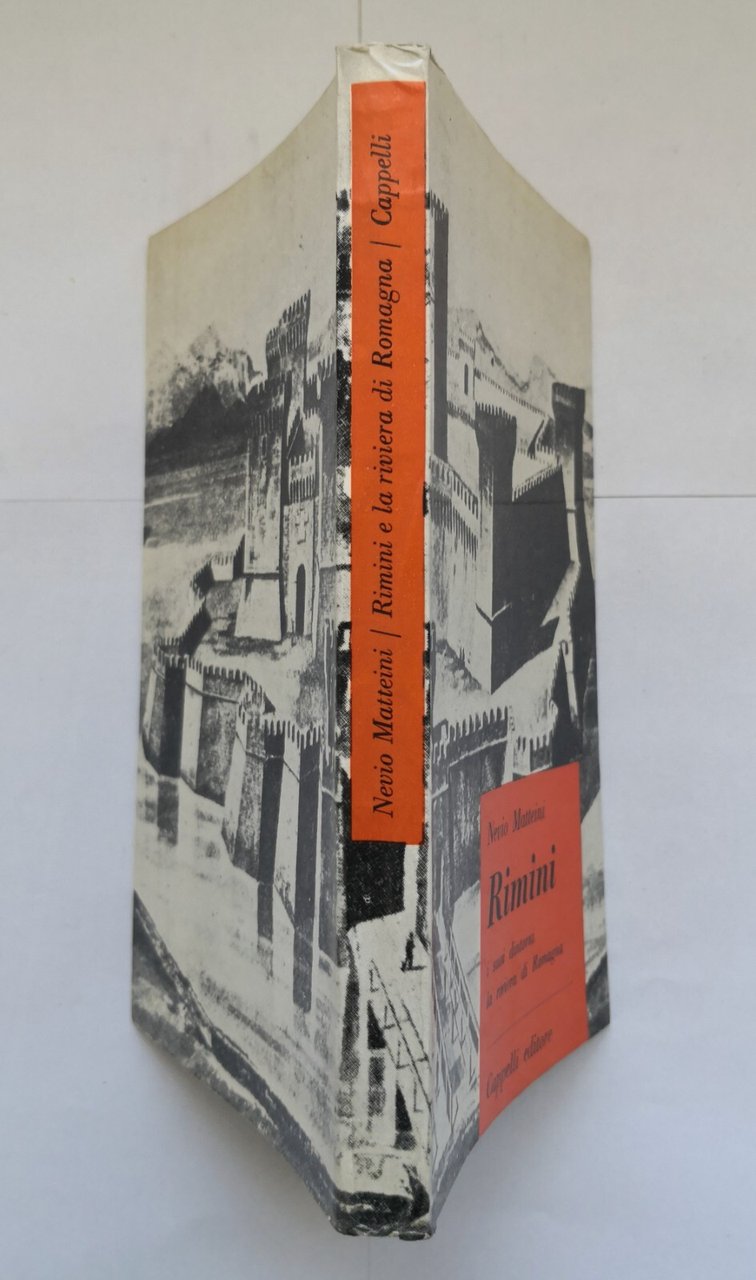 Nevio Matteini | Rimini e la riviera di Romagna | Cappelli
Nevio Matteini
Rimini
i suoi dintorni
la riviera di Romagna
Cappelli editore